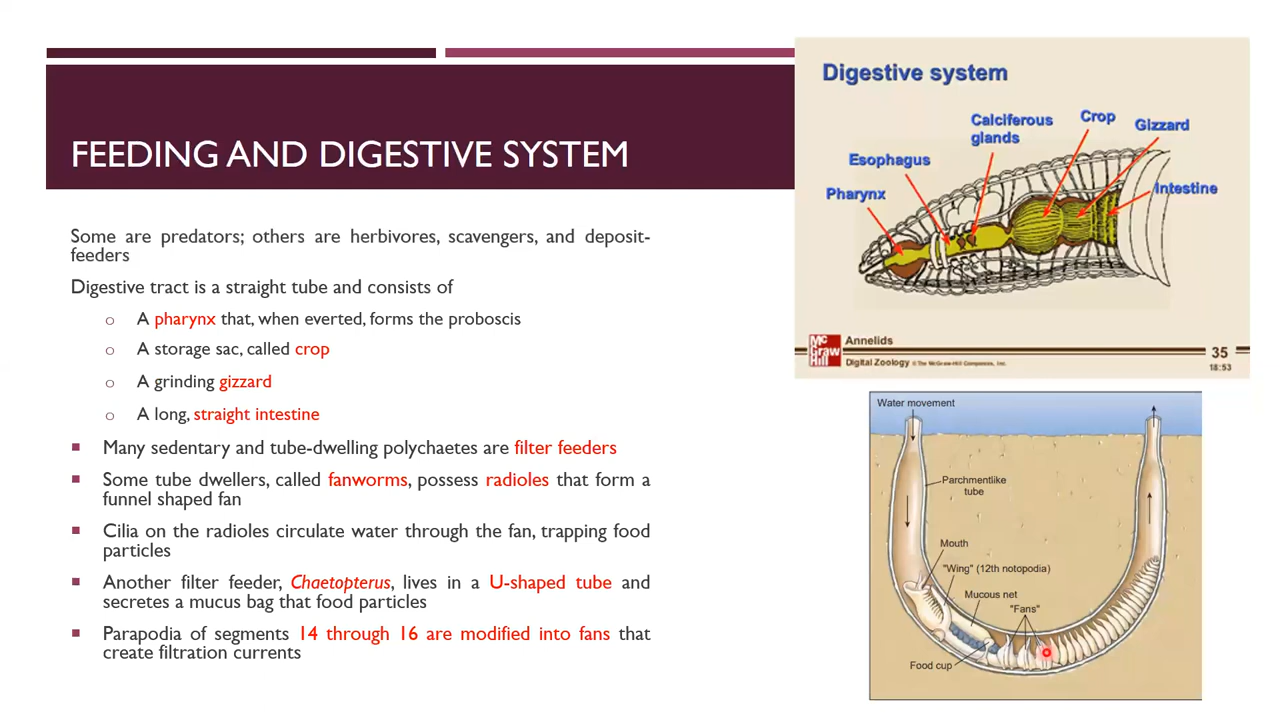 FEEDING AND DIGESTIVE SYSTEM
Some are predators; others are herbivores, scavengers, and deposit-
feeders
Digestive tract is a straight tube and consists of
o A pharynx that, when everted, forms the proboscis
o A storage sac, called crop
o A grinding gizzard
o A long, straight intestine
▪ Many sedentary and tube-dwelling polychaetes are filter feeders
▪ Some tube dwellers, called fanworms, possess radioles that form a
funnel shaped fan
▪ Cilia on the radioles circulate water through the fan, trapping food
particles
▪ Another filter feeder, Chaetopterus, lives in a U-shaped tube and
secretes a mucus bag that food particles
▪ Parapodia of segments 14 through 16 are modified into fans that
create filtration currents
Digestive system
Calciferous
glands
Crop
Gizzard
Esophagus
Pharynx
Intestine
Mc
Graw
Hill
Annelids
Digital Zoology © The McGraw-Hill Companies, Inc.
35
18:53
Water movement
Parchmentlike
tube
Mouth
"Wing" (12th notopodia)
Mucous net
"Fans"
Food cup